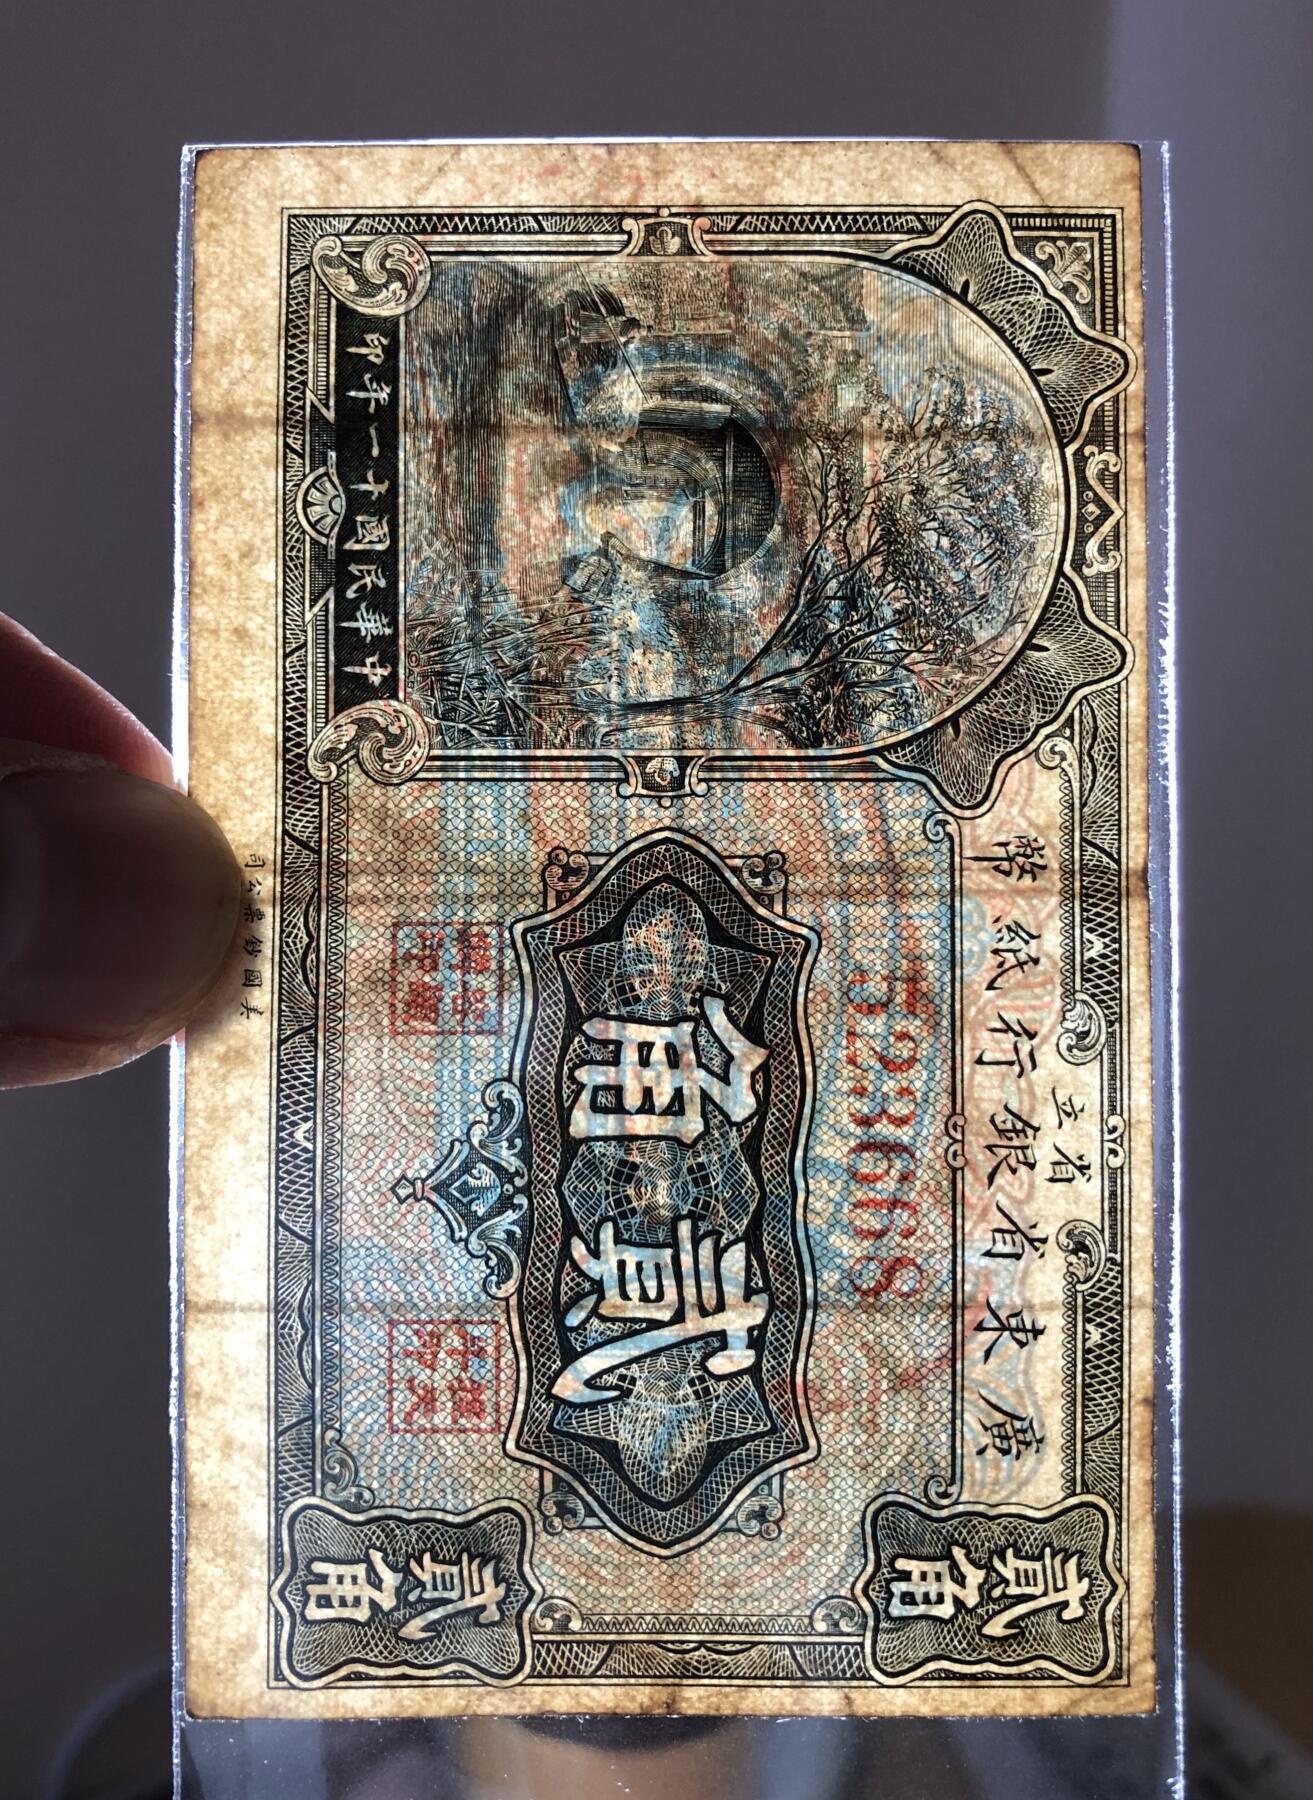 省立
廣東省銀行紙幣
貳角
528668
貳角
貳角
中華民國十一年印
美國鈔票公司